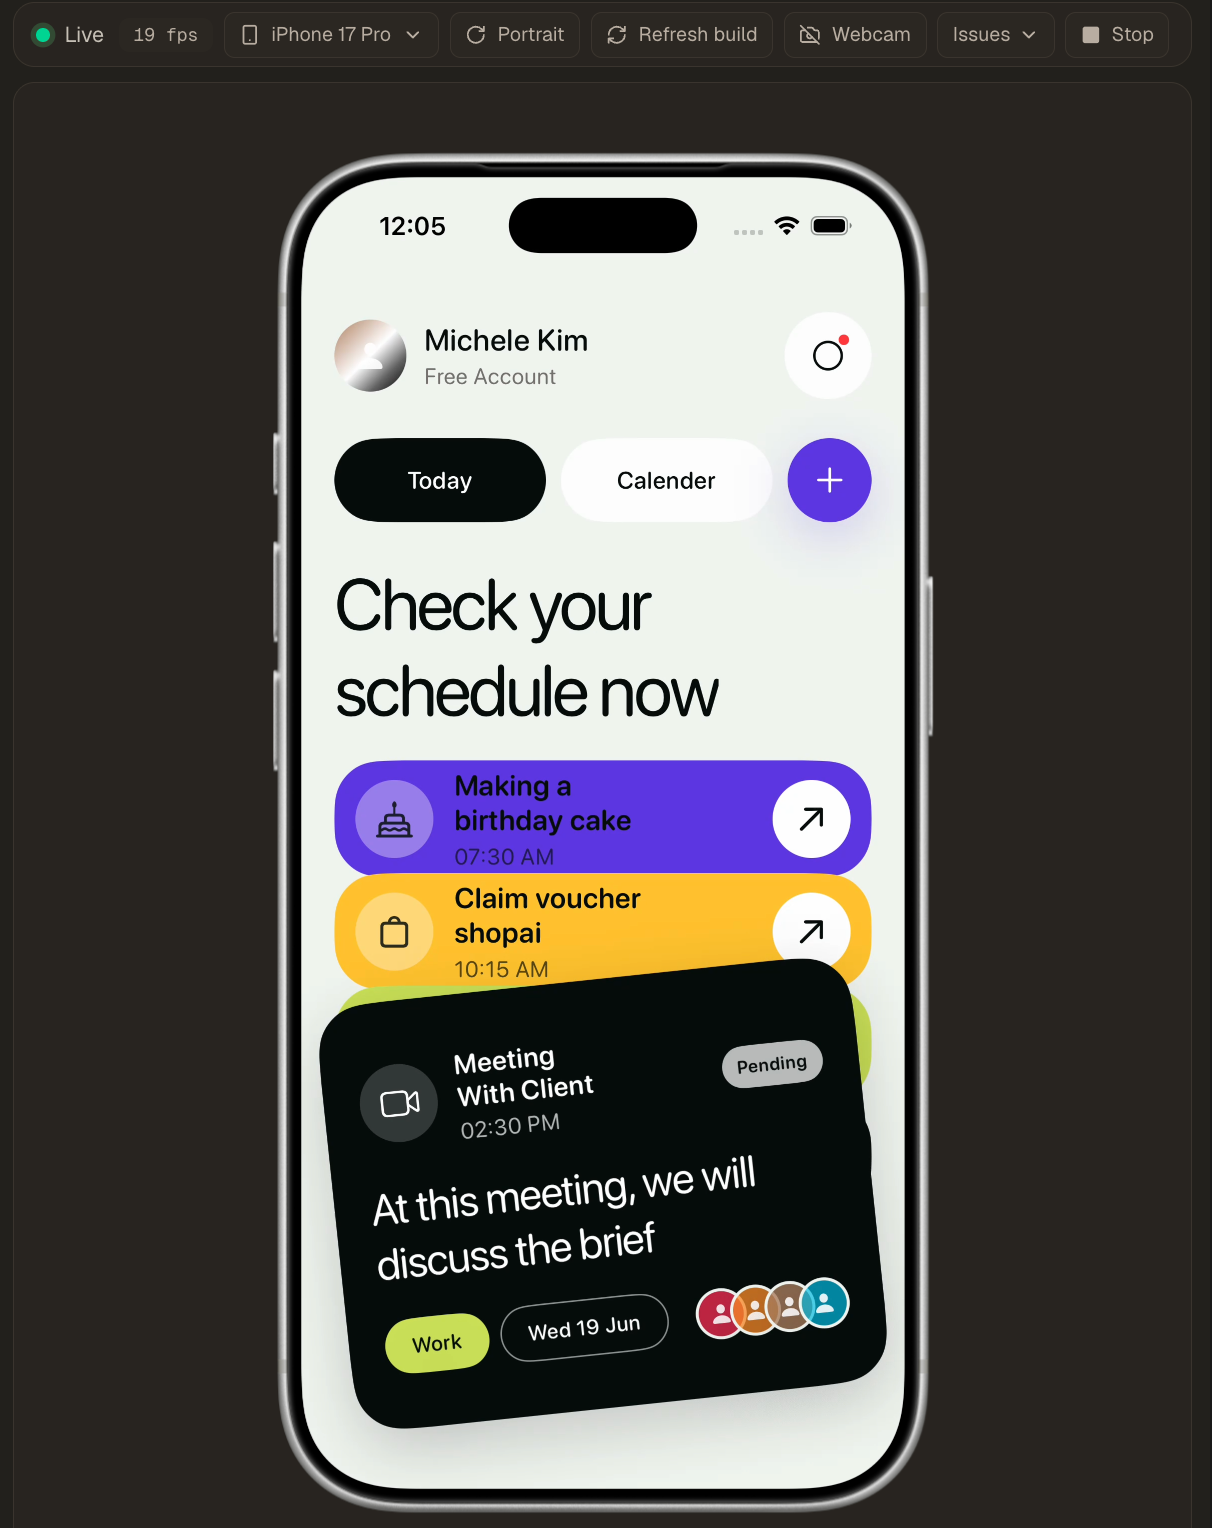 Live
19 fps
iPhone 17 Pro
Portrait
Refresh build
Webcam
Issues
Stop
12:05
Michele Kim
Free Account
Today
Calender
Check your
schedule now
Making a
birthday cake
07:30 AM
Claim voucher
shopai
10:15 AM
Meeting
With Client
02:30 PM
Pending
At this meeting, we will
discuss the brief
Work
Wed 19 Jun